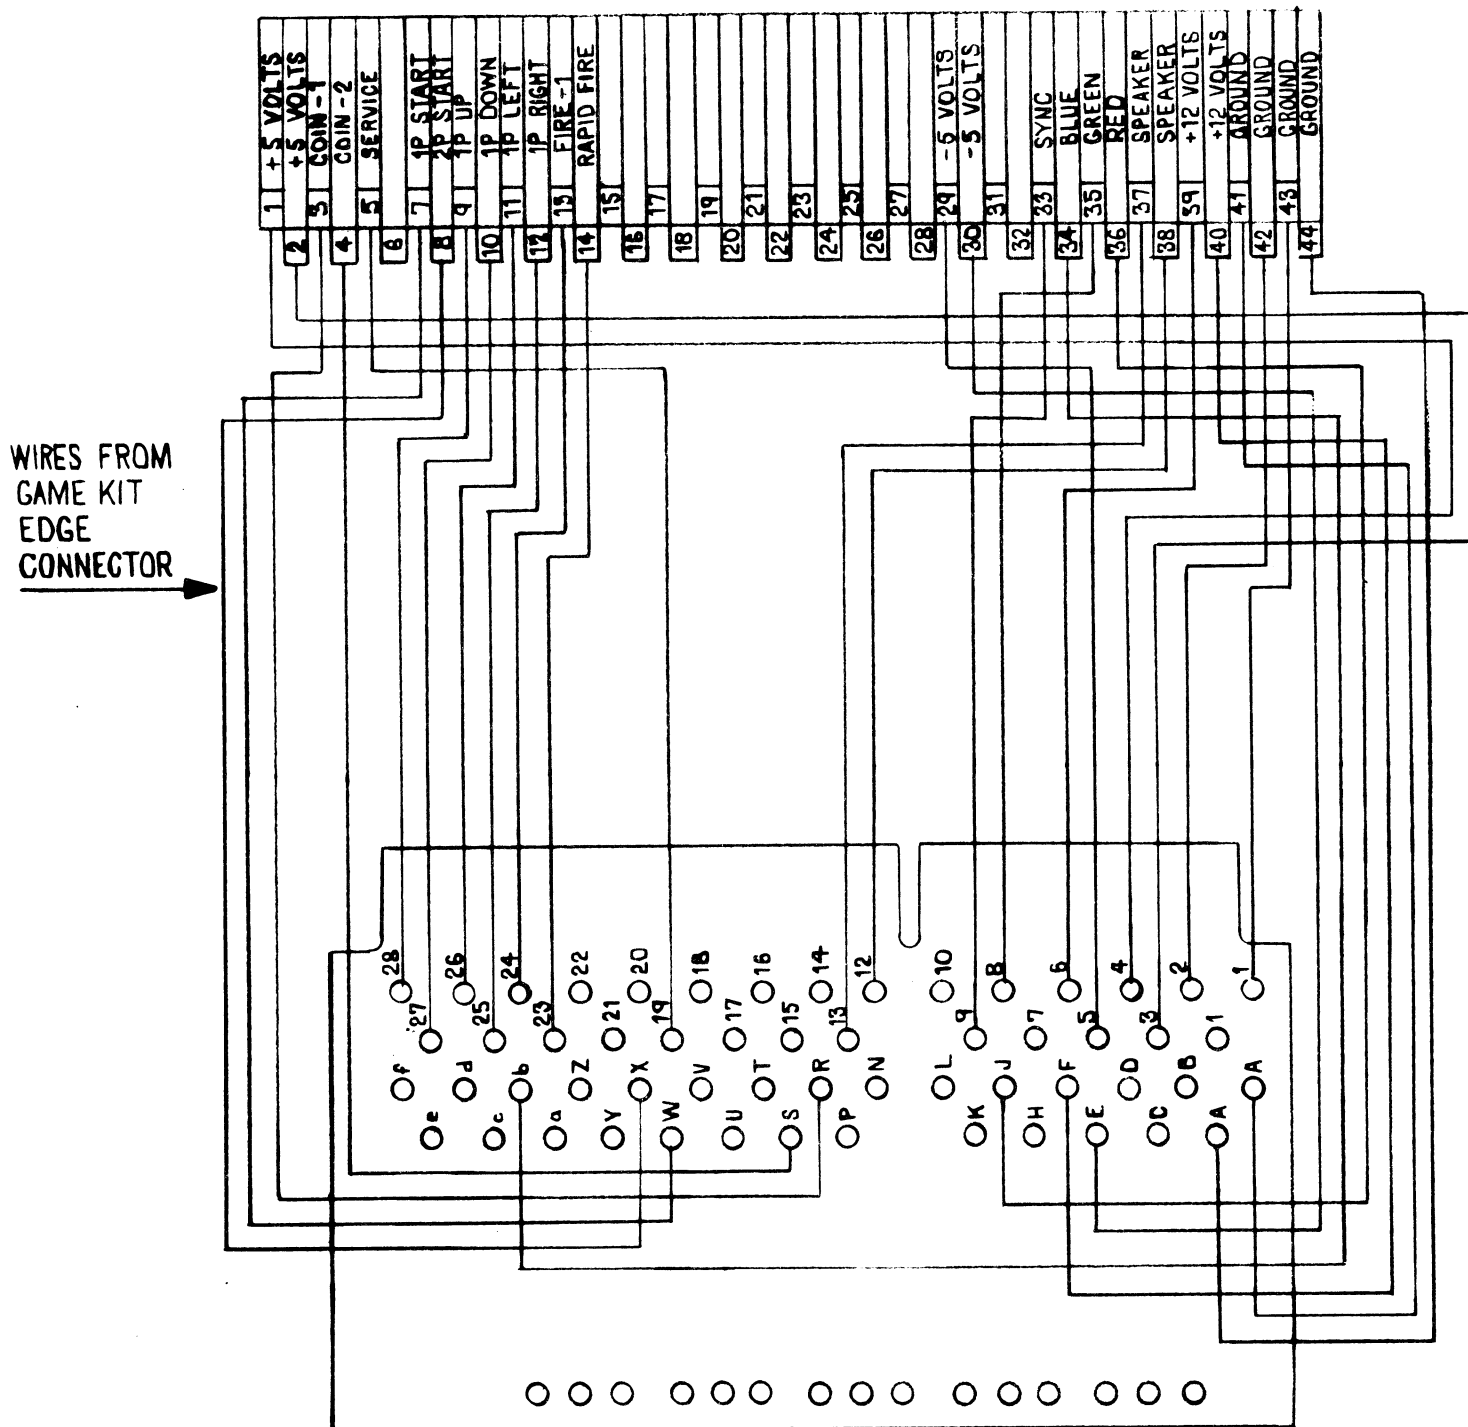 +5 VOLTS
+5 VOLTS
COIN-1
COIN-2
SERVICE
1P START
2P START
1P UP
1P DOWN
1P LEFT
1P RIGHT
FIRE-1
RAPID FIRE
-5 VOLTS
-5 VOLTS
SYNC
BLUE
GREEN
RED
SPEAKER
SPEAKER
+12 VOLTS
+12 VOLTS
GROUND
GROUND
GROUND
GROUND
1 3 5 7 9 11 13 15 17 19 21 23 25 27 29 31 33 35 37 39 41 43
2 4 6 8 10 12 14 16 18 20 22 24 26 28 30 32 34 36 38 40 42 44
WIRES FROM
GAME KIT
EDGE
CONNECTOR
28 26 24 22 20 18 16 14 12 10 8 6 4 2 1
27 25 23 21 19 17 15 13 9 7 5 3 1
f d b Z X V T R N L J F D B A
e c a Y W U S P K H E C A